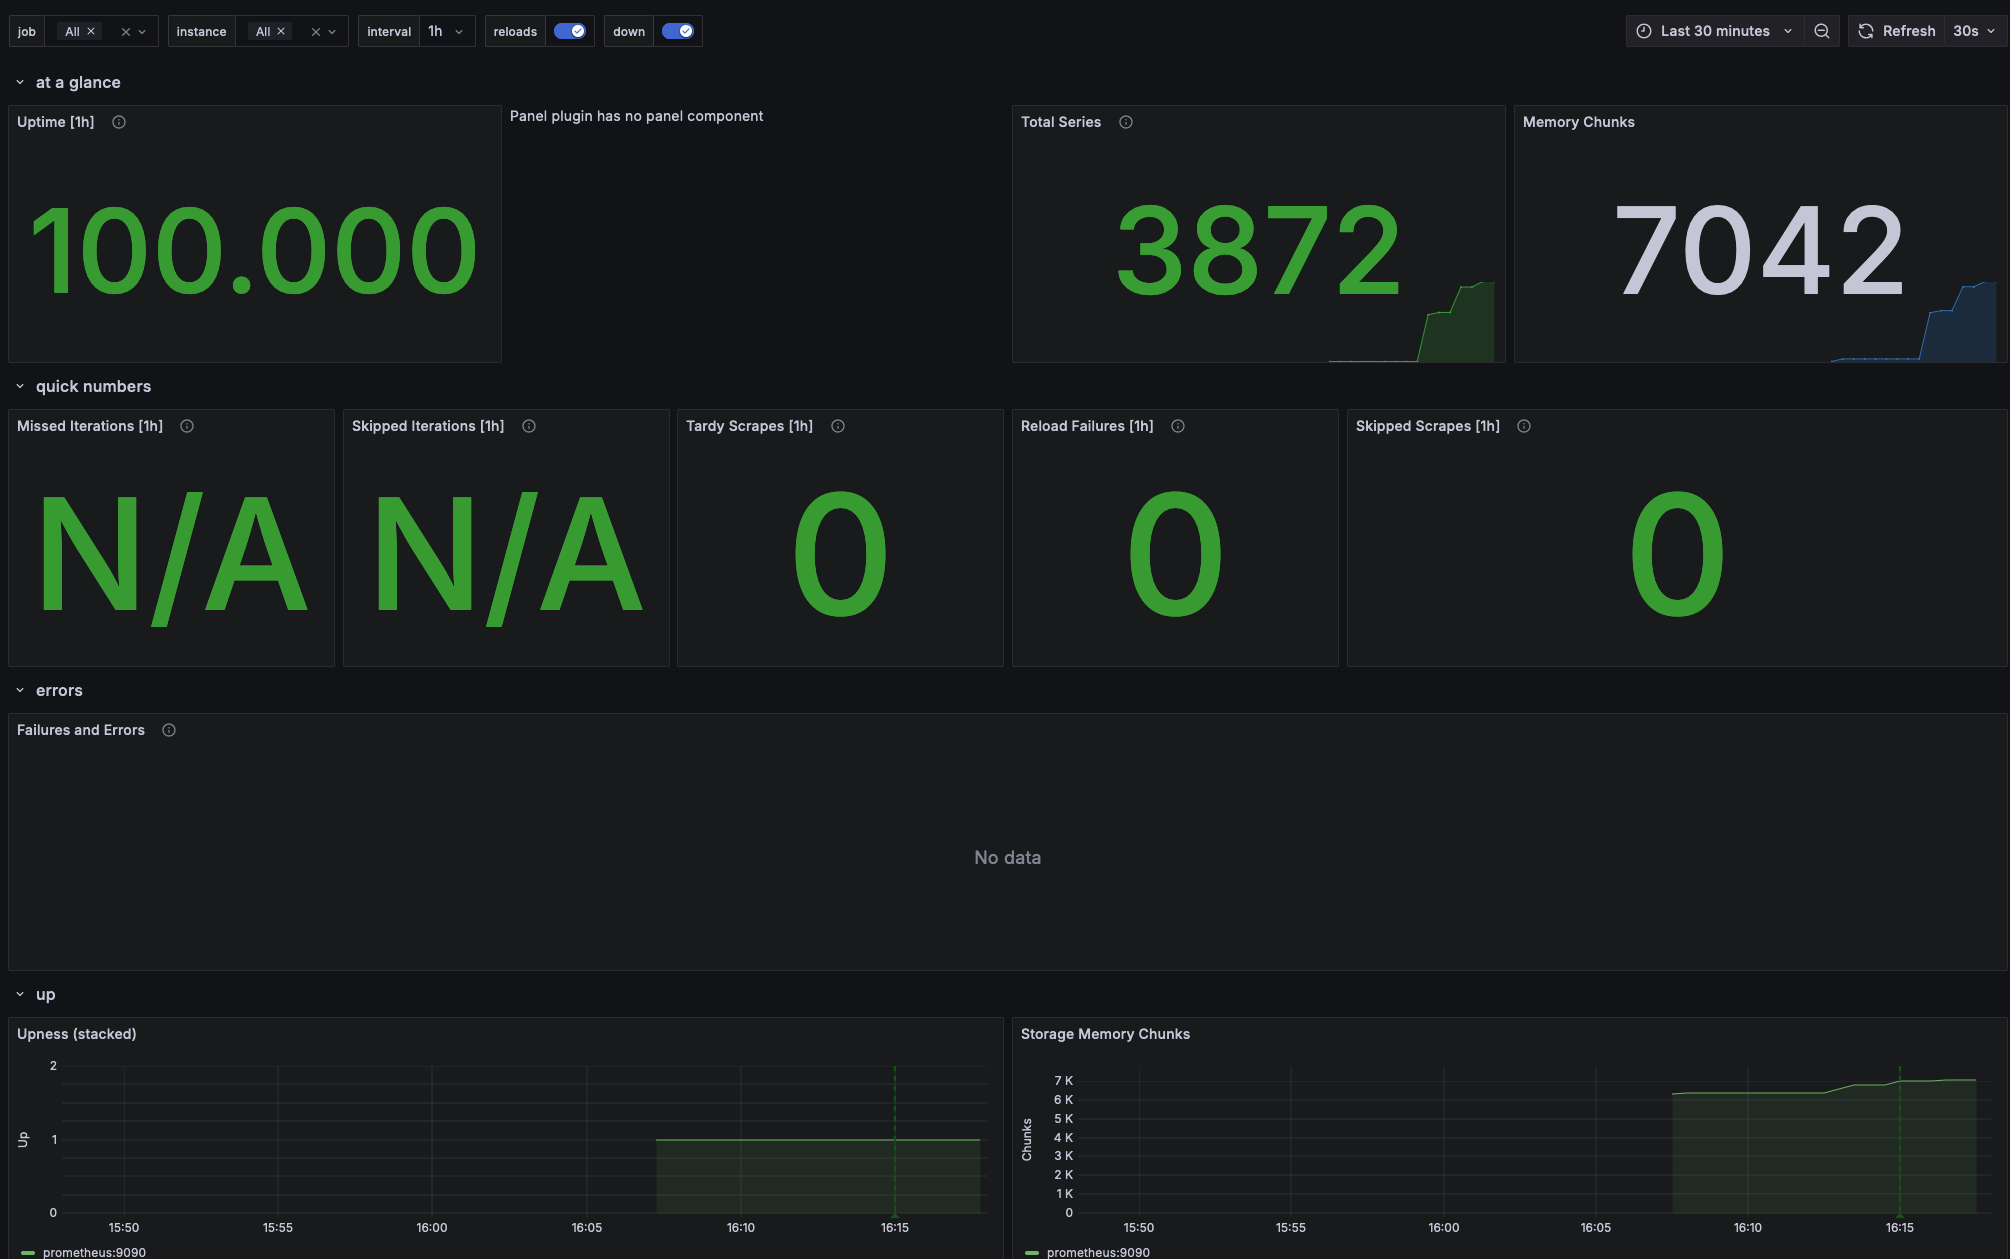 job All instance All interval 1h reloads down Last 30 minutes Refresh 30s
at a glance
Uptime [1h]
100.000
Panel plugin has no panel component
Total Series
3872
Memory Chunks
7042
quick numbers
Missed Iterations [1h]
N/A
Skipped Iterations [1h]
N/A
Tardy Scrapes [1h]
0
Reload Failures [1h]
0
Skipped Scrapes [1h]
0
errors
Failures and Errors
No data
up
Upness (stacked)
2
1
0
Up
15:50 15:55 16:00 16:05 16:10 16:15
prometheus:9090
Storage Memory Chunks
7 K
6 K
5 K
4 K
3 K
2 K
1 K
0
Chunks
15:50 15:55 16:00 16:05 16:10 16:15
prometheus:9090